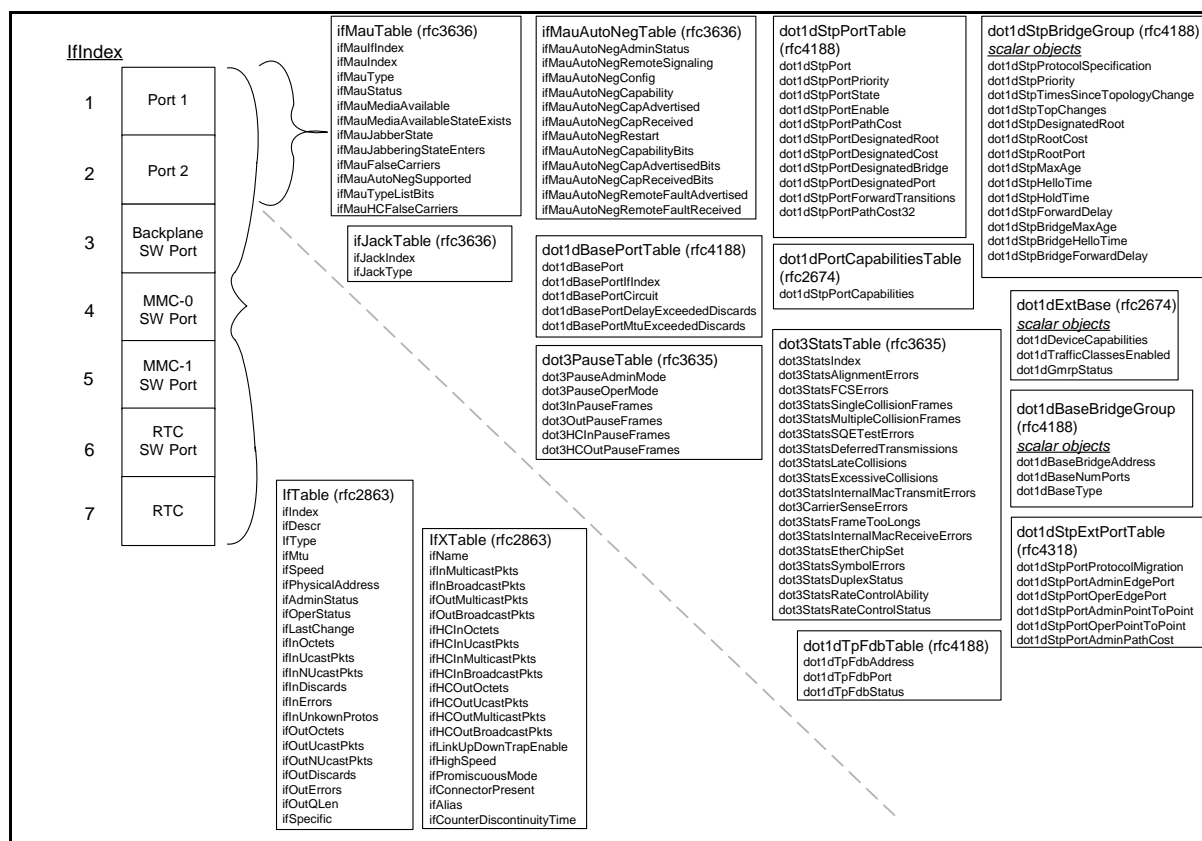 IfIndex
1
Port 1
2
Port 2
3
Backplane
SW Port
4
MMC-0
SW Port
5
MMC-1
SW Port
6
RTC
SW Port
7
RTC
ifMauTable (rfc3636)
ifMauIfIndex
ifMauIndex
ifMauType
ifMauStatus
ifMauMediaAvailable
ifMauMediaAvailableStateExists
ifMauJabberState
ifMauJabberingStateEnters
ifMauFalseCarriers
ifMauAutoNegSupported
ifMauTypeListBits
ifMauHCFalseCarriers
ifJackTable (rfc3636)
ifJackIndex
ifJackType
ifMauAutoNegTable (rfc3636)
ifMauAutoNegAdminStatus
ifMauAutoNegRemoteSignaling
ifMauAutoNegConfig
ifMauAutoNegCapability
ifMauAutoNegCapAdvertised
ifMauAutoNegCapReceived
ifMauAutoNegRestart
ifMauAutoNegCapabilityBits
ifMauAutoNegCapAdvertisedBits
ifMauAutoNegCapReceivedBits
ifMauAutoNegRemoteFaultAdvertised
ifMauAutoNegRemoteFaultReceived
dot1dBasePortTable (rfc4188)
dot1dBasePort
dot1dBasePortIfIndex
dot1dBasePortCircuit
dot1dBasePortDelayExceededDiscards
dot1dBasePortMtuExceededDiscards
dot3PauseTable (rfc3635)
dot3PauseAdminMode
dot3PauseOperMode
dot3InPauseFrames
dot3OutPauseFrames
dot3HCInPauseFrames
dot3HCOutPauseFrames
dot1dStpPortTable
(rfc4188)
dot1dStpPort
dot1dStpPortPriority
dot1dStpPortState
dot1dStpPortEnable
dot1dStpPortPathCost
dot1dStpPortDesignatedRoot
dot1dStpPortDesignatedCost
dot1dStpPortDesignatedBridge
dot1dStpPortDesignatedPort
dot1dStpPortForwardTransitions
dot1dStpPortPathCost32
dot1dPortCapabilitiesTable
(rfc2674)
dot1dStpPortCapabilities
dot3StatsTable (rfc3635)
dot3StatsIndex
dot3StatsAlignmentErrors
dot3StatsFCSErrors
dot3StatsSingleCollisionFrames
dot3StatsMultipleCollisionFrames
dot3StatsSQETestErrors
dot3StatsDeferredTransmissions
dot3StatsLateCollisions
dot3StatsExcessiveCollisions
dot3StatsInternalMacTransmitErrors
dot3CarrierSenseErrors
dot3StatsFrameTooLongs
dot3StatsInternalMacReceiveErrors
dot3StatsEtherChipSet
dot3StatsSymbolErrors
dot3StatsDuplexStatus
dot3StatsRateControlAbility
dot3StatsRateControlStatus
dot1dTpFdbTable (rfc4188)
dot1dTpFdbAddress
dot1dTpFdbPort
dot1dTpFdbStatus
dot1dStpBridgeGroup (rfc4188)
scalar objects
dot1dStpProtocolSpecification
dot1dStpPriority
dot1dStpTimesSinceTopologyChange
dot1dStpTopChanges
dot1dStpDesignatedRoot
dot1dStpRootCost
dot1dStpRootPort
dot1dStpMaxAge
dot1dStpHelloTime
dot1dStpHoldTime
dot1dStpForwardDelay
dot1dStpBridgeMaxAge
dot1dStpBridgeHelloTime
dot1dStpBridgeForwardDelay
dot1dExtBase (rfc2674)
scalar objects
dot1dDeviceCapabilities
dot1dTrafficClassesEnabled
dot1dGmrpStatus
dot1dBaseBridgeGroup
(rfc4188)
scalar objects
dot1dBaseBridgeAddress
dot1dBaseNumPorts
dot1dBaseType
dot1dStpExtPortTable
(rfc4318)
dot1dStpPortProtocolMigration
dot1dStpPortAdminEdgePort
dot1dStpPortOperEdgePort
dot1dStpPortAdminPointToPoint
dot1dStpPortOperPointToPoint
dot1dStpPortAdminPathCost
IfTable (rfc2863)
ifIndex
ifDescr
IfType
ifMtu
ifSpeed
ifPhysicalAddress
ifAdminStatus
ifOperStatus
ifLastChange
ifInOctets
ifInUcastPkts
ifInNUcastPkts
ifInDiscards
ifInErrors
ifInUnkownProtos
ifOutOctets
ifOutUcastPkts
ifOutNUcastPkts
ifOutDiscards
ifOutErrors
ifOutQLen
ifSpecific
IfXTable (rfc2863)
ifName
ifInMulticastPkts
ifInBroadcastPkts
ifOutMulticastPkts
ifOutBroadcastPkts
ifHCInOctets
ifHCInUcastPkts
ifHCInMulticastPkts
ifHCInBroadcastPkts
ifHCOutOctets
ifHCOutUcastPkts
ifHCOutMulticastPkts
ifHCOutBroadcastPkts
ifLinkUpDownTrapEnable
ifHighSpeed
ifPromiscuousMode
ifConnectorPresent
ifAlias
ifCounterDiscontinuityTime